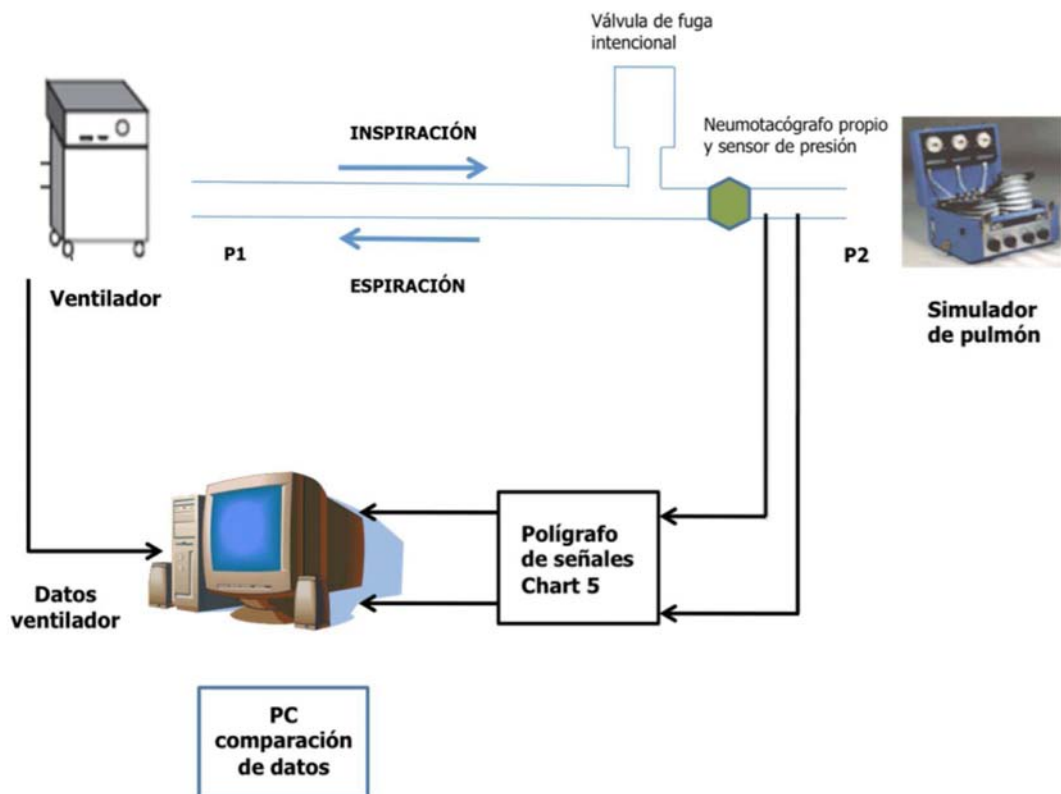 Válvula de fuga
intencional
INSPIRACIÓN
Neumotacógrafo propio
y sensor de presión
P1
P2
ESPIRACIÓN
Ventilador
Simulador
de pulmón
Polígrafo
de señales
Chart 5
Datos
ventilador
PC
comparación
de datos